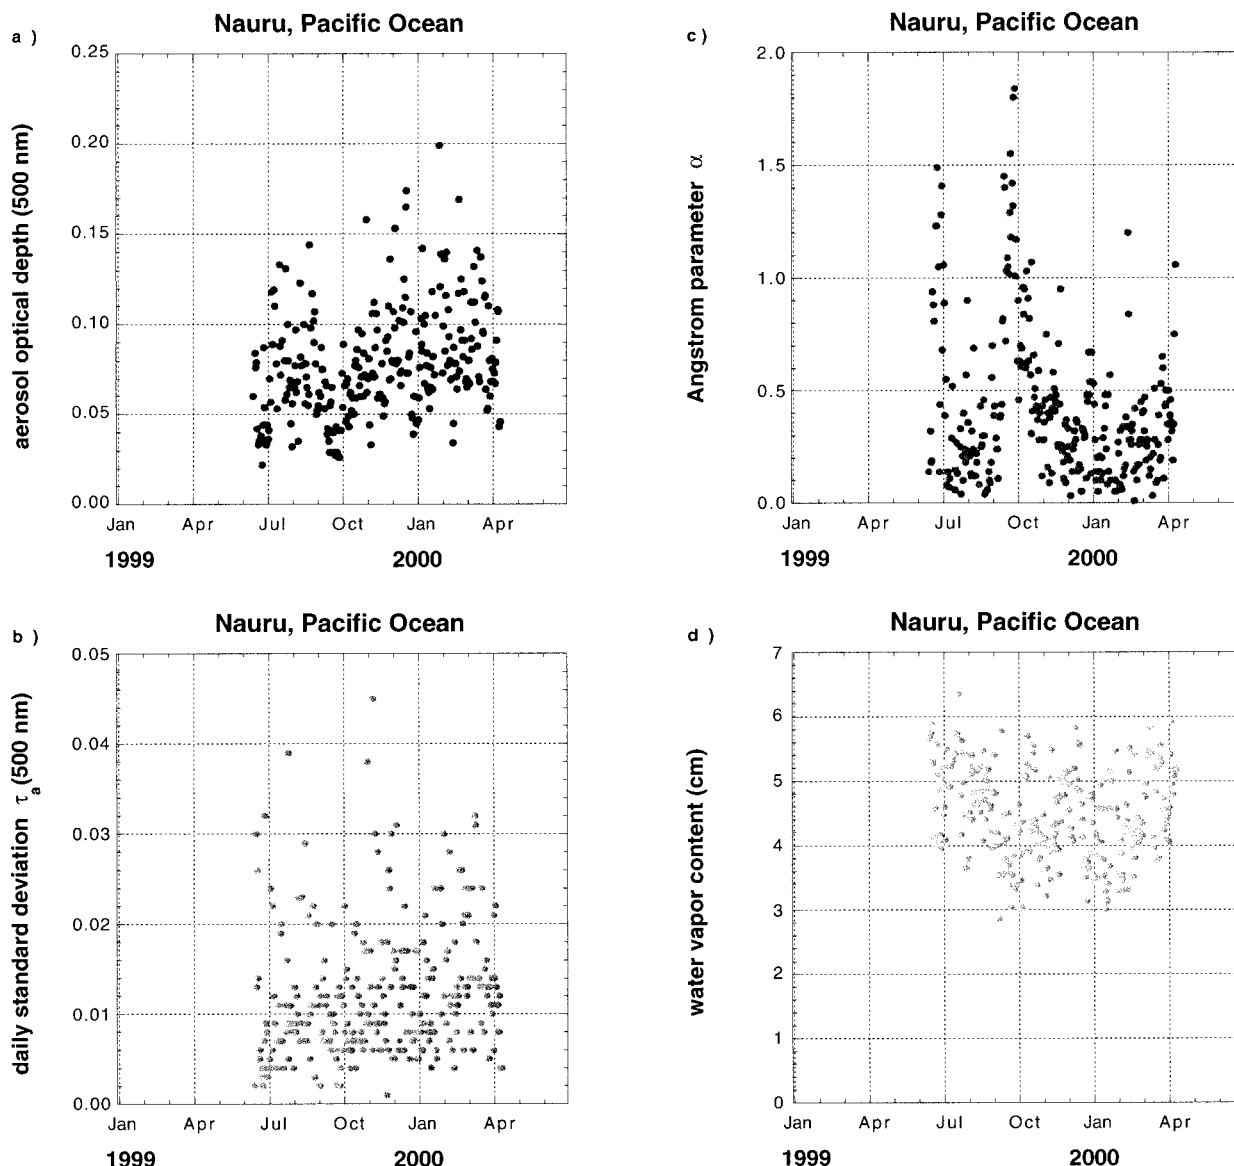 a )
Nauru, Pacific Ocean
aerosol optical depth (500 nm)
0.25
0.20
0.15
0.10
0.05
0.00
Jan Apr Jul Oct Jan Apr
1999 2000
c )
Nauru, Pacific Ocean
Angstrom parameter α
2.0
1.5
1.0
0.5
0.0
Jan Apr Jul Oct Jan Apr
1999 2000
b )
Nauru, Pacific Ocean
daily standard deviation τa (500 nm)
0.05
0.04
0.03
0.02
0.01
0.00
Jan Apr Jul Oct Jan Apr
1999 2000
d )
Nauru, Pacific Ocean
water vapor content (cm)
7
6
5
4
3
2
1
0
Jan Apr Jul Oct Jan Apr
1999 2000